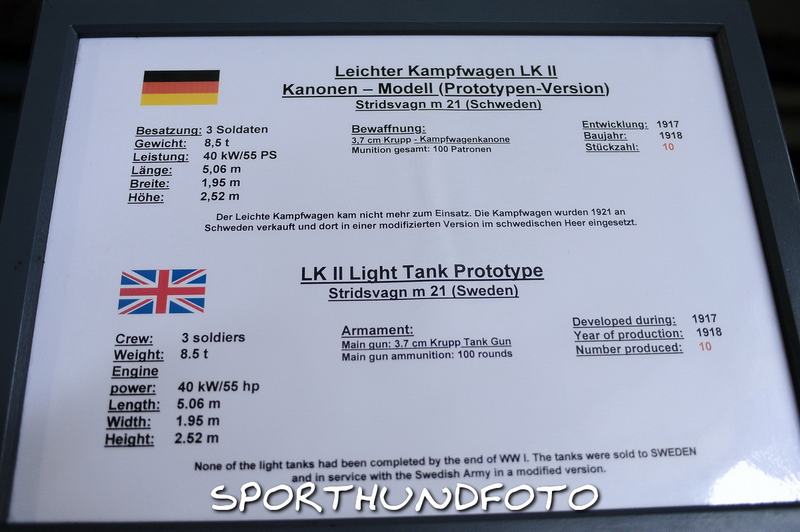 Leichter Kampfwagen LK II
Kanonen – Modell (Prototypen-Version)
Stridsvagn m 21 (Schweden)
Besatzung: 3 Soldaten
Gewicht: 8,5 t
Leistung: 40 kW/55 PS
Länge: 5,06 m
Breite: 1,95 m
Höhe: 2,52 m
Bewaffnung:
3,7 cm Krupp - Kampfwagenkanone
Munition gesamt: 100 Patronen
Entwicklung: 1917
Baujahr: 1918
Stückzahl: 10
Der Leichte Kampfwagen kam nicht mehr zum Einsatz. Die Kampfwagen wurden 1921 an
Schweden verkauft und dort in einer modifizierten Version im schwedischen Heer eingesetzt.
LK II Light Tank Prototype
Stridsvagn m 21 (Sweden)
Crew: 3 soldiers
Weight: 8.5 t
Engine
power: 40 kW/55 hp
Length: 5.06 m
Width: 1.95 m
Height: 2.52 m
Armament:
Main gun: 3.7 cm Krupp Tank Gun
Main gun ammunition: 100 rounds
Developed during: 1917
Year of production: 1918
Number produced: 10
None of the light tanks had been completed by the end of WW I. The tanks were sold to SWEDEN
and in service with the Swedish Army in a modified version.
SPORTHUNDFOTO